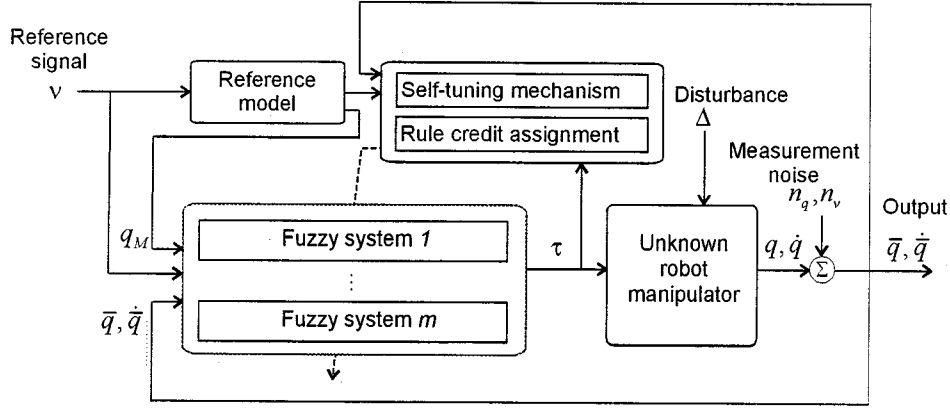 Reference
signal
ν
Reference
model
Self-tuning mechanism
Rule credit assignment
Disturbance
Δ
Measurement
noise
n_q, n_v
Output
q̅, q̇̅
q_M
Fuzzy system 1
⋮
Fuzzy system m
q̅, q̇̅
τ
Unknown
robot
manipulator
q, q̇
Σ